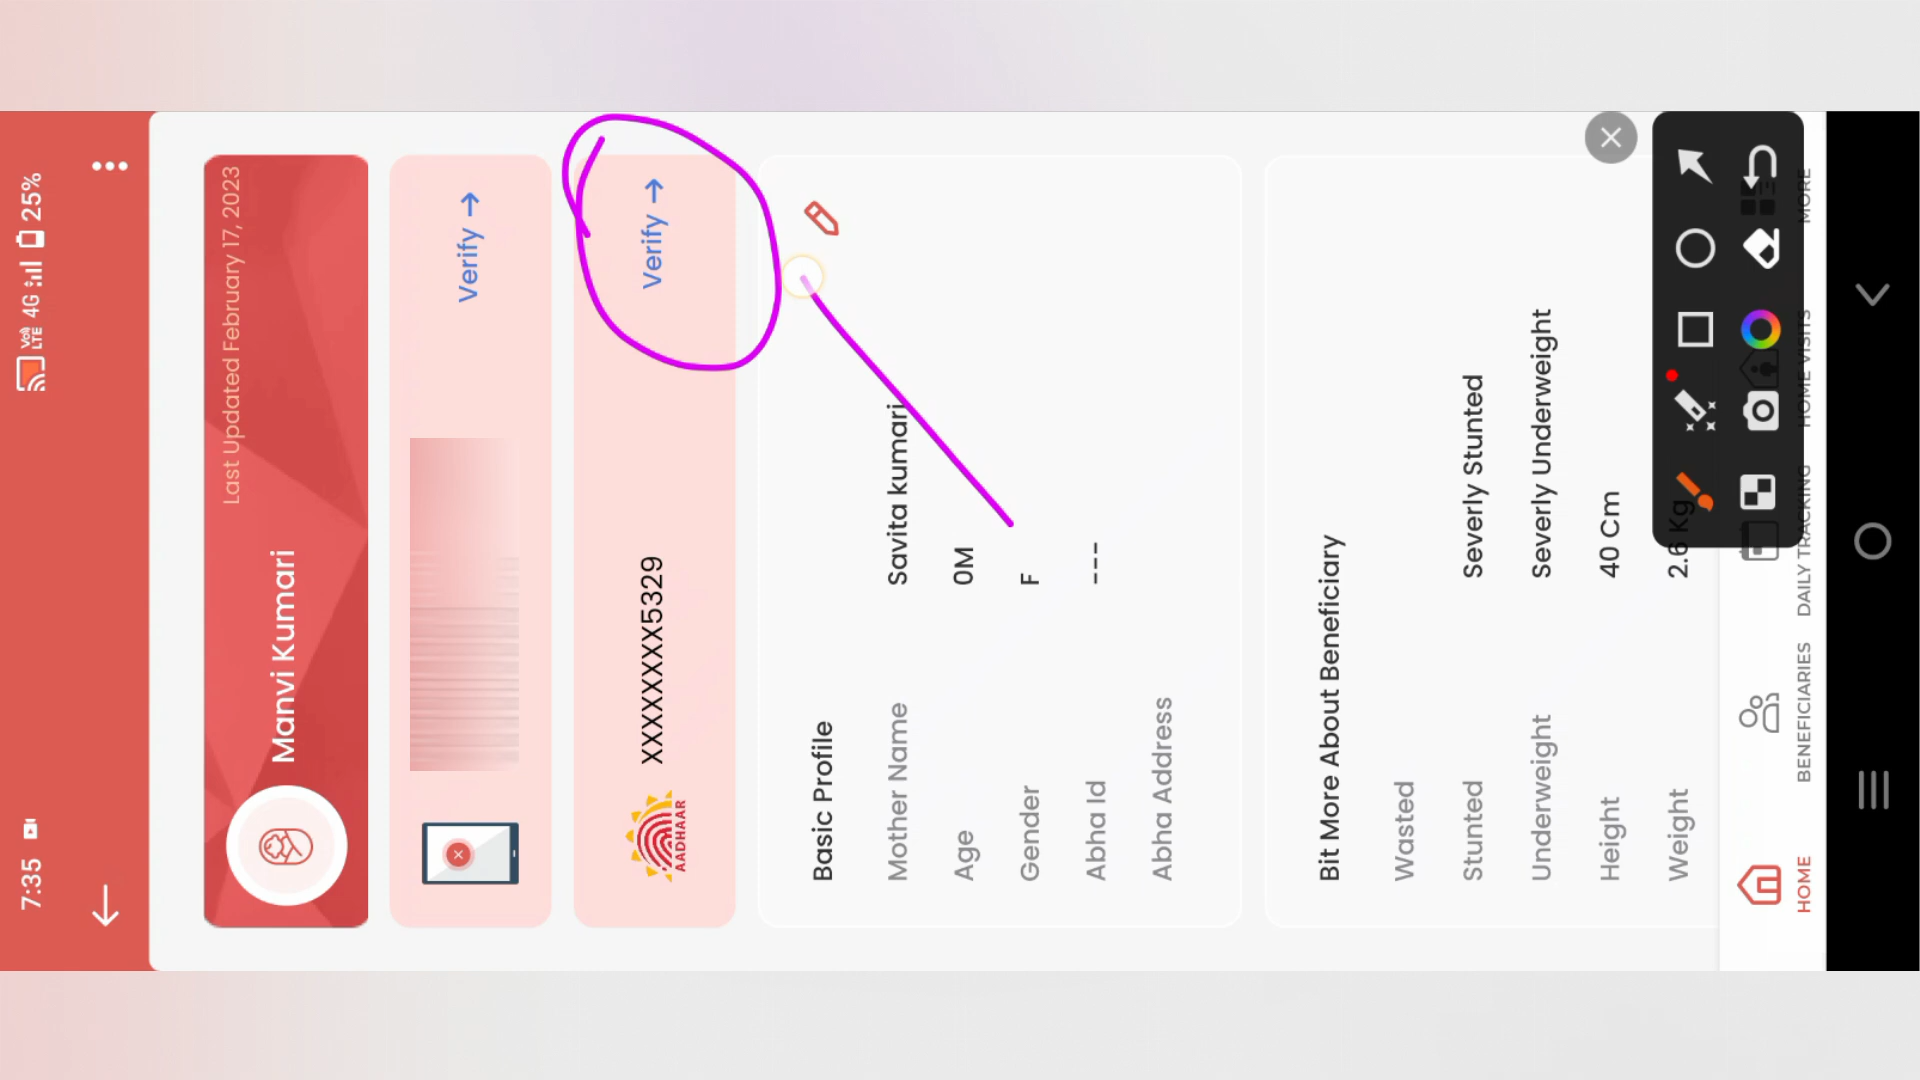 7:35
VoLTE 4G 25%
Manvi Kumari
Last Updated February 17, 2023
Verify →
AADHAAR
XXXXXXXX5329
Verify →
Basic Profile
Mother Name Savita kumari
Age 0M
Gender F
Abha Id ---
Abha Address
Bit More About Beneficiary
Wasted
Stunted Severly Stunted
Underweight Severly Underweight
Height 40 Cm
Weight 2.6 Kg
HOME BENEFICIARIES DAILY TRACKING HOME VISITS MORE